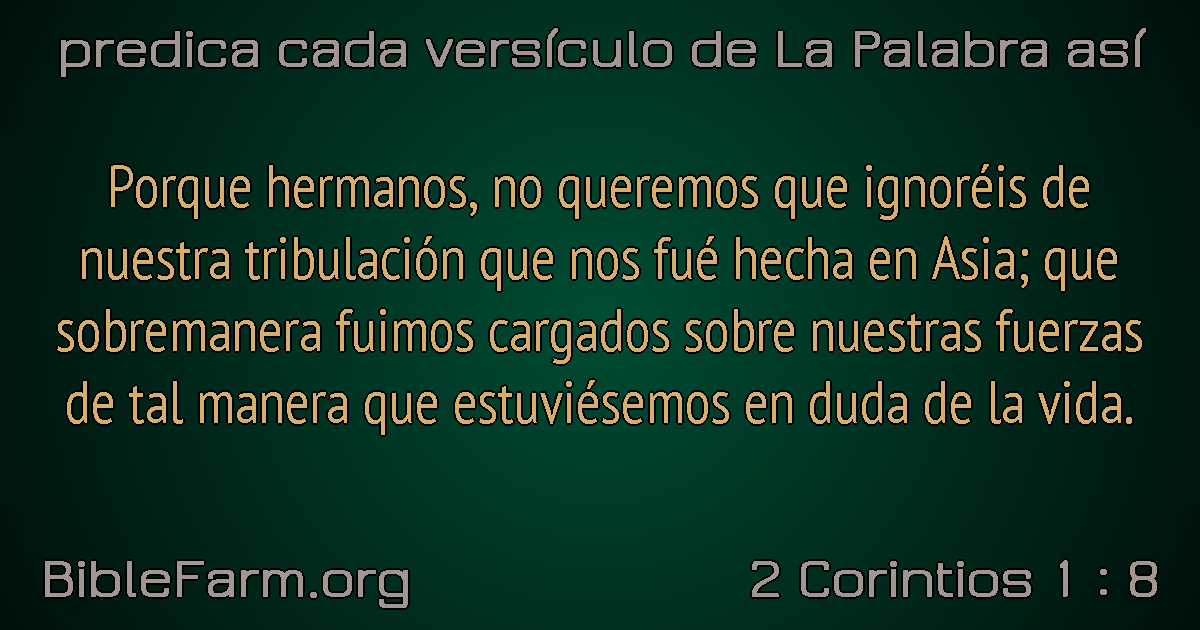 predica cada versículo de La Palabra así
Porque hermanos, no queremos que ignoréis de
nuestra tribulación que nos fué hecha en Asia; que
sobremanera fuimos cargados sobre nuestras fuerzas
de tal manera que estuviésemos en duda de la vida.
BibleFarm.org
2 Corintios 1 : 8